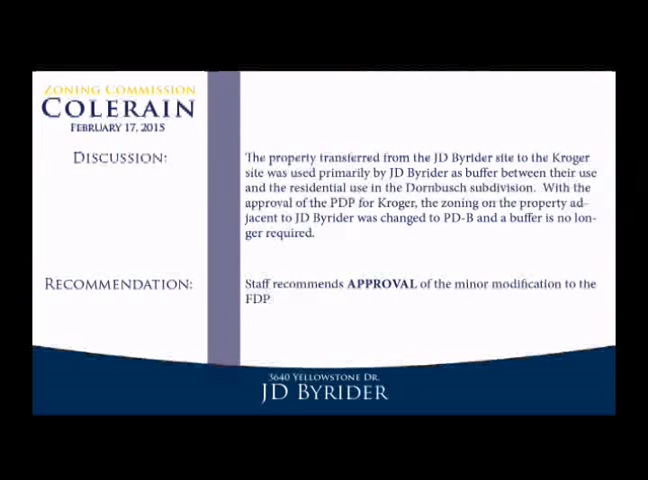 Zoning Commission
Colerain
February 17, 2015
Discussion:
The property transferred from the JD Byrider site to the Kroger
site was used primarily by JD Byrider as buffer between their use
and the residential use in the Dornbusch subdivision. With the
approval of the PDP for Kroger, the zoning on the property ad-
jacent to JD Byrider was changed to PD-B and a buffer is no lon-
ger required.
Recommendation:
Staff recommends APPROVAL of the minor modification to the
FDP
3640 Yellowstone Dr.
JD Byrider